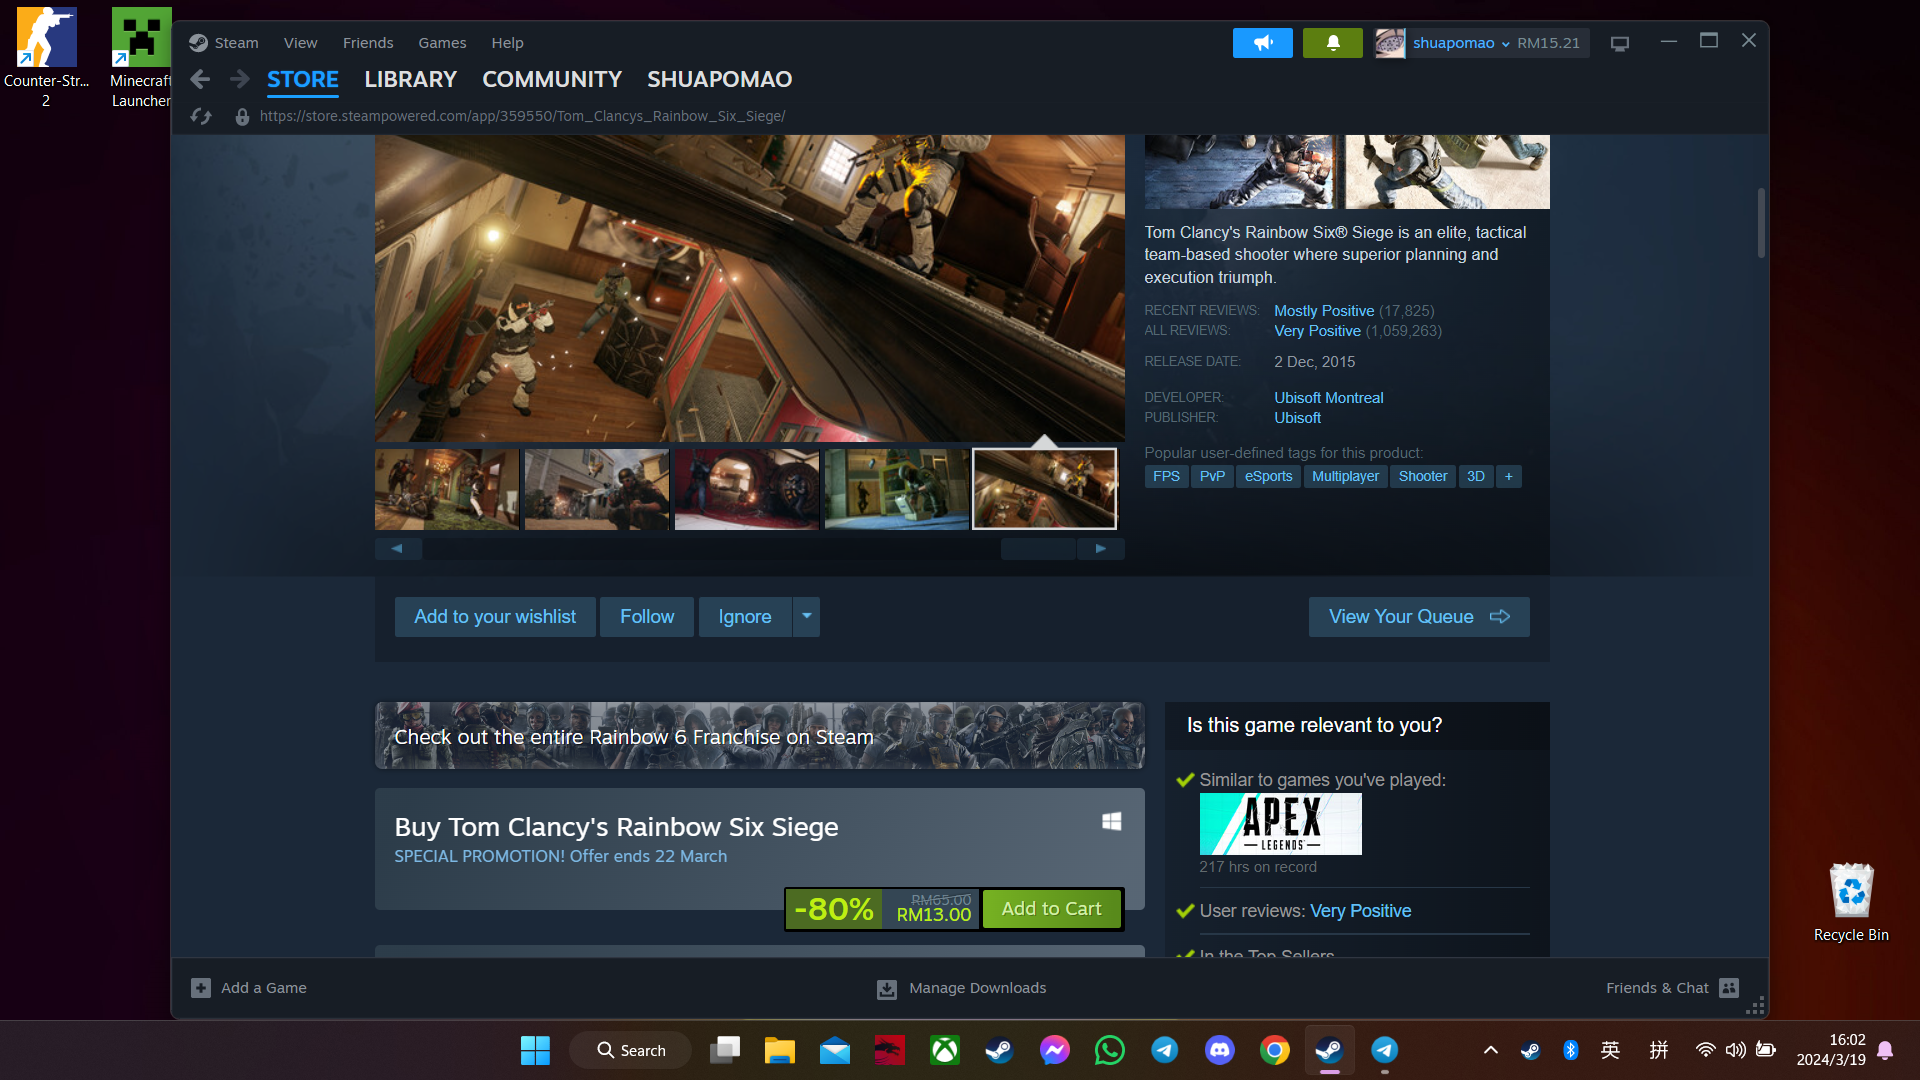 Counter-Str...
2
Minecraft
Launcher
Steam
View
Friends
Games
Help
shuapomao
RM15.21
STORE
LIBRARY
COMMUNITY
SHUAPOMAO
https://store.steampowered.com/app/359550/Tom_Clancys_Rainbow_Six_Siege/
Tom Clancy's Rainbow Six® Siege is an elite, tactical
team-based shooter where superior planning and
execution triumph.
RECENT REVIEWS: Mostly Positive (17,825)
ALL REVIEWS: Very Positive (1,059,263)
RELEASE DATE: 2 Dec, 2015
DEVELOPER: Ubisoft Montreal
PUBLISHER: Ubisoft
Popular user-defined tags for this product:
FPS PvP eSports Multiplayer Shooter 3D +
Add to your wishlist
Follow
Ignore
View Your Queue
Check out the entire Rainbow 6 Franchise on Steam
Buy Tom Clancy's Rainbow Six Siege
SPECIAL PROMOTION! Offer ends 22 March
-80%
RM65.00
RM13.00
Add to Cart
Is this game relevant to you?
Similar to games you've played:
APEX
LEGENDS
217 hrs on record
User reviews: Very Positive
In the Top Sellers
Add a Game
Manage Downloads
Friends & Chat
Recycle Bin
Search
英
拼
16:02
2024/3/19